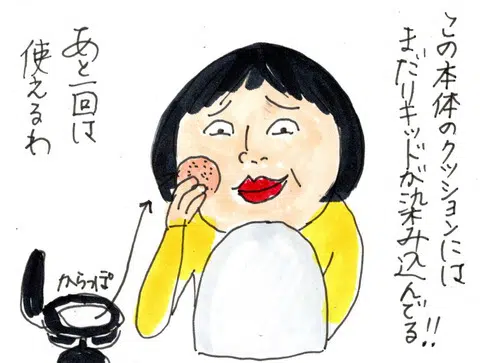 この本体のクッションには
まだリキッドが染み込んでる!!
あと一回は
使えるわ
からっぽ